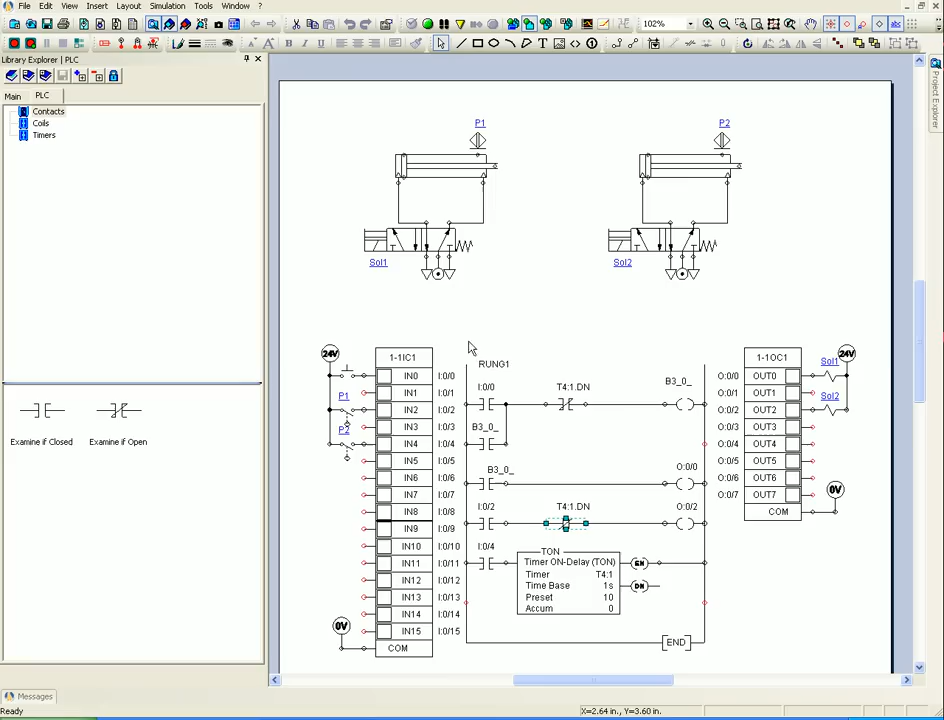 File Edit View Insert Layout Simulation Tools Window
102%
Library Explorer | PLC
Main PLC
Contacts
Coils
Timers
Examine if Closed Examine if Open
Project Explorer
P1 P2
Sol1 Sol2
24V 1-1IC1 RUNG1 1-1OC1 Sol1 24V
IN0 I:0/0 I:0/0 T4:1.DN B3_0_ O:0/0 OUT0
IN1 I:0/1 O:0/1 OUT1
P1 IN2 I:0/2 O:0/2 OUT2 Sol2
IN3 I:0/3 B3_0_ O:0/3 OUT3
P2 IN4 I:0/4 O:0/4 OUT4
IN5 I:0/5 O:0/5 OUT5
IN6 I:0/6 B3_0_ O:0/0 O:0/6 OUT6
IN7 I:0/7 O:0/7 OUT7 0V
IN8 I:0/8 I:0/2 T4:1.DN O:0/2 COM
IN9 I:0/9
IN10 I:0/10 I:0/4 TON
IN11 I:0/11 Timer ON-Delay (TON) EN
IN12 I:0/12 Timer T4:1
Time Base 1s DN
IN13 I:0/13 Preset 10
IN14 I:0/14 Accum 0
0V IN15 I:0/15
COM END
Messages
Ready X=2.64 in., Y=3.60 in.